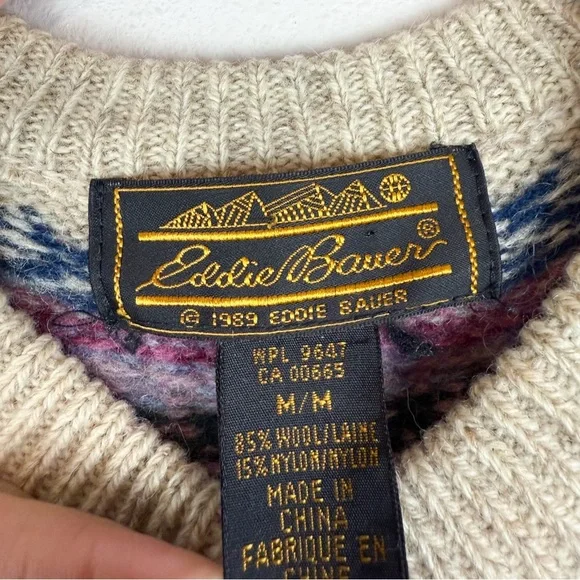 Eddie Bauer®
© 1989 EDDIE BAUER
WPL 9647
CA 00665
M/M
85% WOOL/LAINE
15% NYLON/NYLON
MADE IN
CHINA
FABRIQUE EN
CHINE